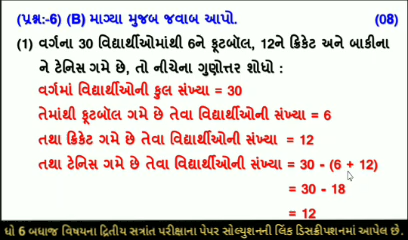 (પ્રશ્ન:-6) (B) માગ્યા મુજબ જવાબ આપો. (08)
(1) વર્ગના 30 વિદ્યાર્થીઓમાંથી 6ને ફૂટબૉલ, 12ને ક્રિકેટ અને બાકીના
ને ટેનિસ ગમે છે, તો નીચેના ગુણોત્તર શોધો :
વર્ગમાં વિદ્યાર્થીઓની કુલ સંખ્યા = 30
તેમાંથી ફૂટબૉલ ગમે છે તેવા વિદ્યાર્થીઓની સંખ્યા = 6
તથા ક્રિકેટ ગમે છે તેવા વિદ્યાર્થીઓની સંખ્યા = 12
તથા ટેનિસ ગમે છે તેવા વિદ્યાર્થીઓની સંખ્યા = 30 - (6 + 12)
= 30 - 18
= 12
ધો 6 બધાજ વિષયના દ્વિતીય સત્રાંત પરીક્ષાના પેપર સોલ્યુશનની લિંક ડિસ્ક્રીપશનમાં આપેલ છે.